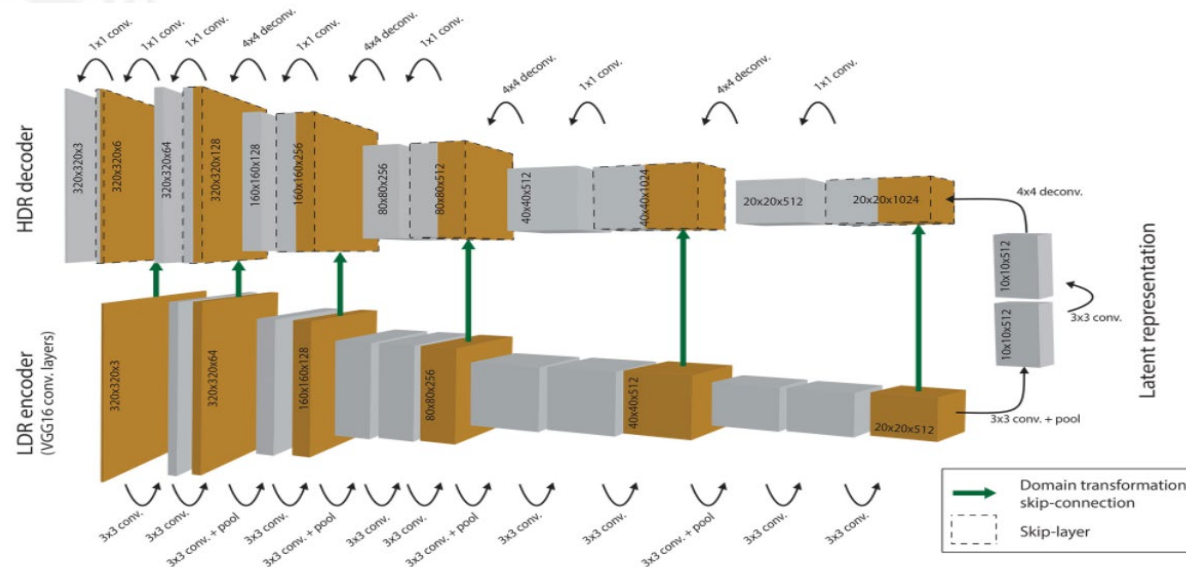 1x1 conv.
1x1 conv.
1x1 conv.
4x4 deconv.
1x1 conv.
4x4 deconv.
1x1 conv.
4x4 deconv.
1x1 conv.
4x4 deconv.
1x1 conv.
HDR decoder
320x320x3
320x320x6
320x320x64
320x320x128
160x160x128
160x160x256
80x80x256
80x80x512
40x40x512
40x40x1024
20x20x512
20x20x1024
4x4 deconv.
10x10x512
3x3 conv.
10x10x512
3x3 conv. + pool
Latent representation
LDR encoder
(VGG16 conv. layers)
320x320x3
320x320x64
160x160x128
80x80x256
40x40x512
20x20x512
3x3 conv.
3x3 conv.
3x3 conv. + pool
3x3 conv.
3x3 conv. + pool
3x3 conv.
3x3 conv.
3x3 conv. + pool
3x3 conv.
3x3 conv.
3x3 conv. + pool
3x3 conv.
3x3 conv.
Domain transformation
skip-connection
Skip-layer